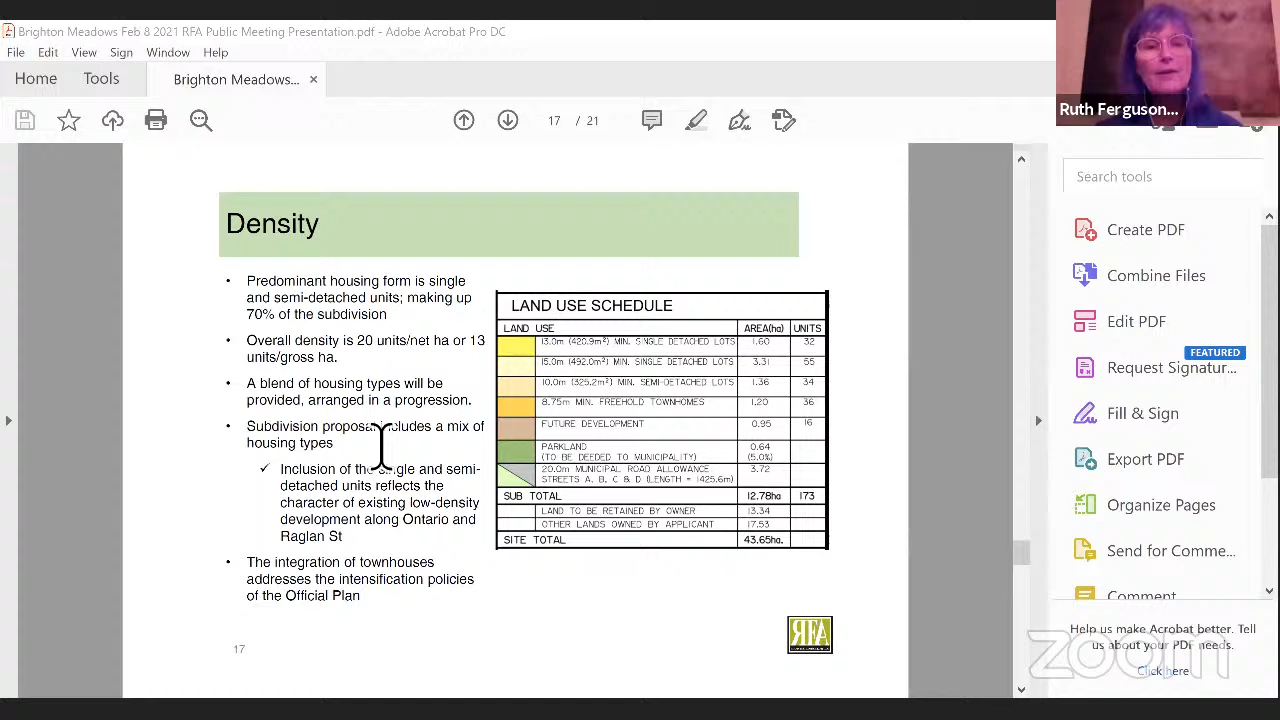 Brighton Meadows Feb 8 2021 RFA Public Meeting Presentation.pdf - Adobe Acrobat Pro DC
File Edit View Sign Window Help
Home Tools Brighton Meadows... ×
17 / 21
Ruth Ferguson...
Search tools
Create PDF
Combine Files
Edit PDF
FEATURED
Request Signatur...
Fill & Sign
Export PDF
Organize Pages
Send for Comme...
Comment
Help us make Acrobat better. Tell
us about your PDF needs.
Click here
zoom
Density
• Predominant housing form is single
and semi-detached units; making up
70% of the subdivision
• Overall density is 20 units/net ha or 13
units/gross ha.
• A blend of housing types will be
provided, arranged in a progression.
• Subdivision proposal includes a mix of
housing types
✓ Inclusion of the single and semi-
detached units reflects the
character of existing low-density
development along Ontario and
Raglan St
• The integration of townhouses
addresses the intensification policies
of the Official Plan
LAND USE SCHEDULE
LAND USE AREA(ha) UNITS
13.0m (420.9m²) MIN. SINGLE DETACHED LOTS 1.60 32
15.0m (492.0m²) MIN. SINGLE DETACHED LOTS 3.31 55
10.0m (325.2m²) MIN. SEMI-DETACHED LOTS 1.36 34
8.75m MIN. FREEHOLD TOWNHOMES 1.20 36
FUTURE DEVELOPMENT 0.95 16
PARKLAND 0.64
(TO BE DEEDED TO MUNICIPALITY) (5.0%)
20.0m MUNICIPAL ROAD ALLOWANCE 3.72
STREETS A, B, C & D (LENGTH = 1425.6m)
SUB TOTAL 12.78ha 173
LAND TO BE RETAINED BY OWNER 13.34
OTHER LANDS OWNED BY APPLICANT 17.53
SITE TOTAL 43.65ha.
17
RFA